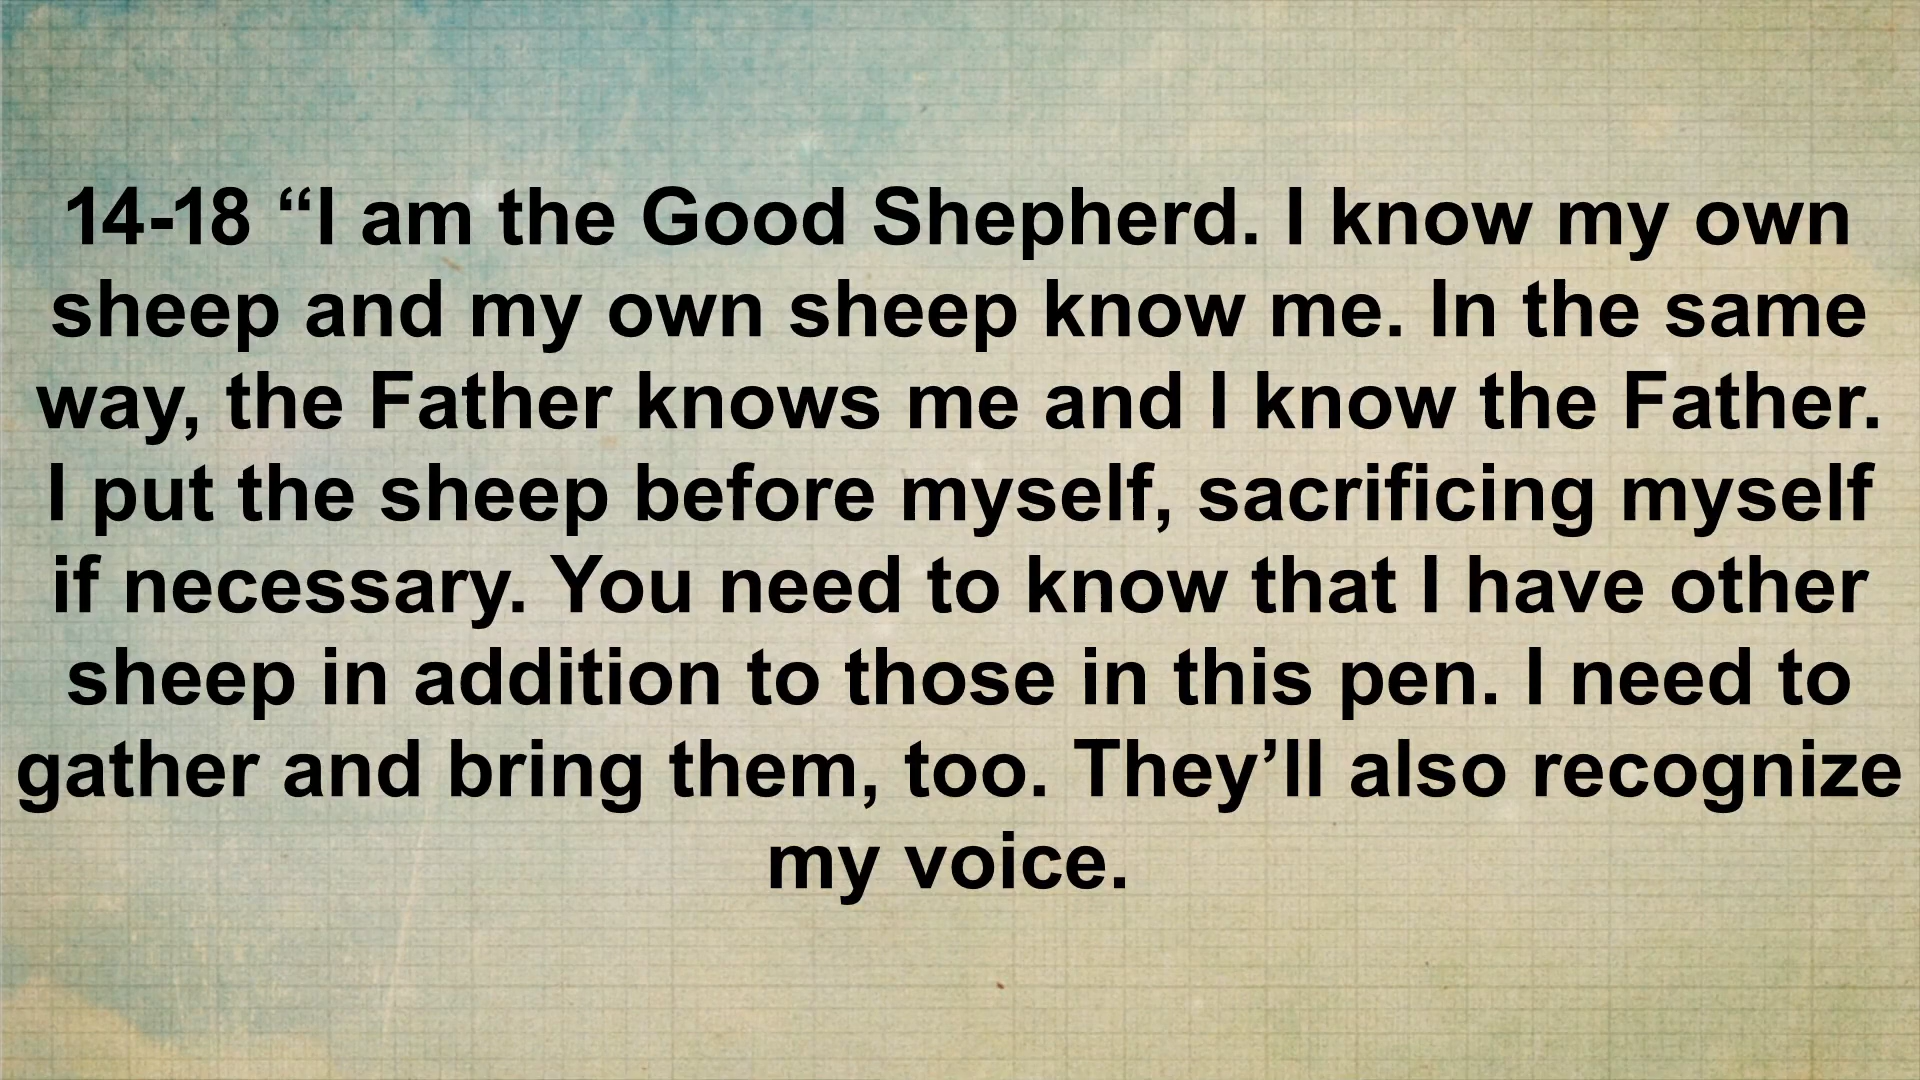 14-18 “I am the Good Shepherd. I know my own
sheep and my own sheep know me. In the same
way, the Father knows me and I know the Father.
I put the sheep before myself, sacrificing myself
if necessary. You need to know that I have other
sheep in addition to those in this pen. I need to
gather and bring them, too. They’ll also recognize
my voice.